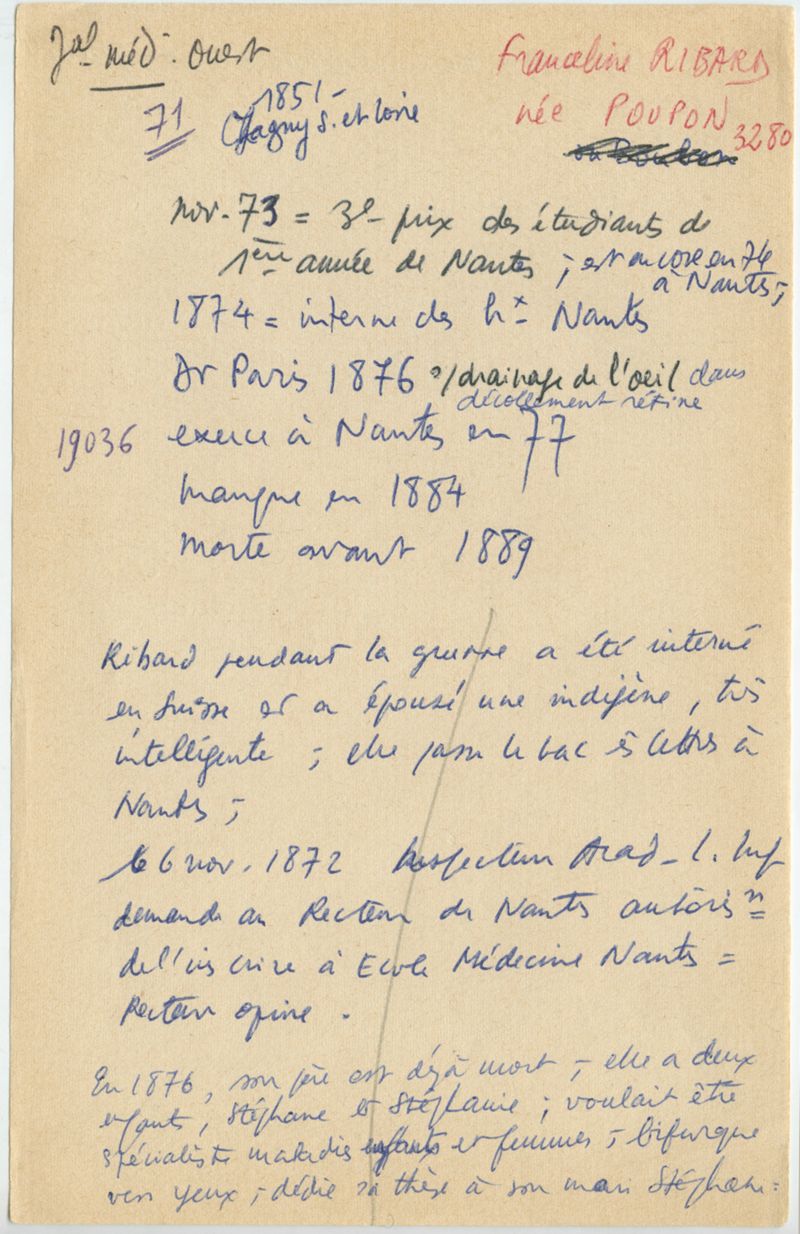 Jal méd. Ouest
Franceline RIBARD
née POUPON
3280
71
1851-
Chagny S. et Loire
nov. 73 = 3e prix des étudiants de
1ère année de Nantes ; est encore en 74
à Nantes ;
1874 = interne des hx Nantes
Dr Paris 1876 s/drainage de l'oeil dans
décollement rétine
19036 exerce à Nantes en 77
manque en 1884
morte avant 1889
Ribard pendant la guerre a été interné
en Suisse et a épousé une indigène, très
intelligente ; elle passe le bac ès lettres à
Nantes ;
le 6 nov. 1872 Inspecteur Acad. L. Inf
demande au Recteur de Nantes autorisn
de l'inscrire à Ecole Médecine Nantes =
Recteur opine .
En 1876, son père est déjà mort ; elle a deux
enfants, Stéphane et Stéphanie ; voulait être
spécialiste maladies enfants et femmes ; bifurque
vers yeux ; dédie sa thèse à son mari Stéphane =